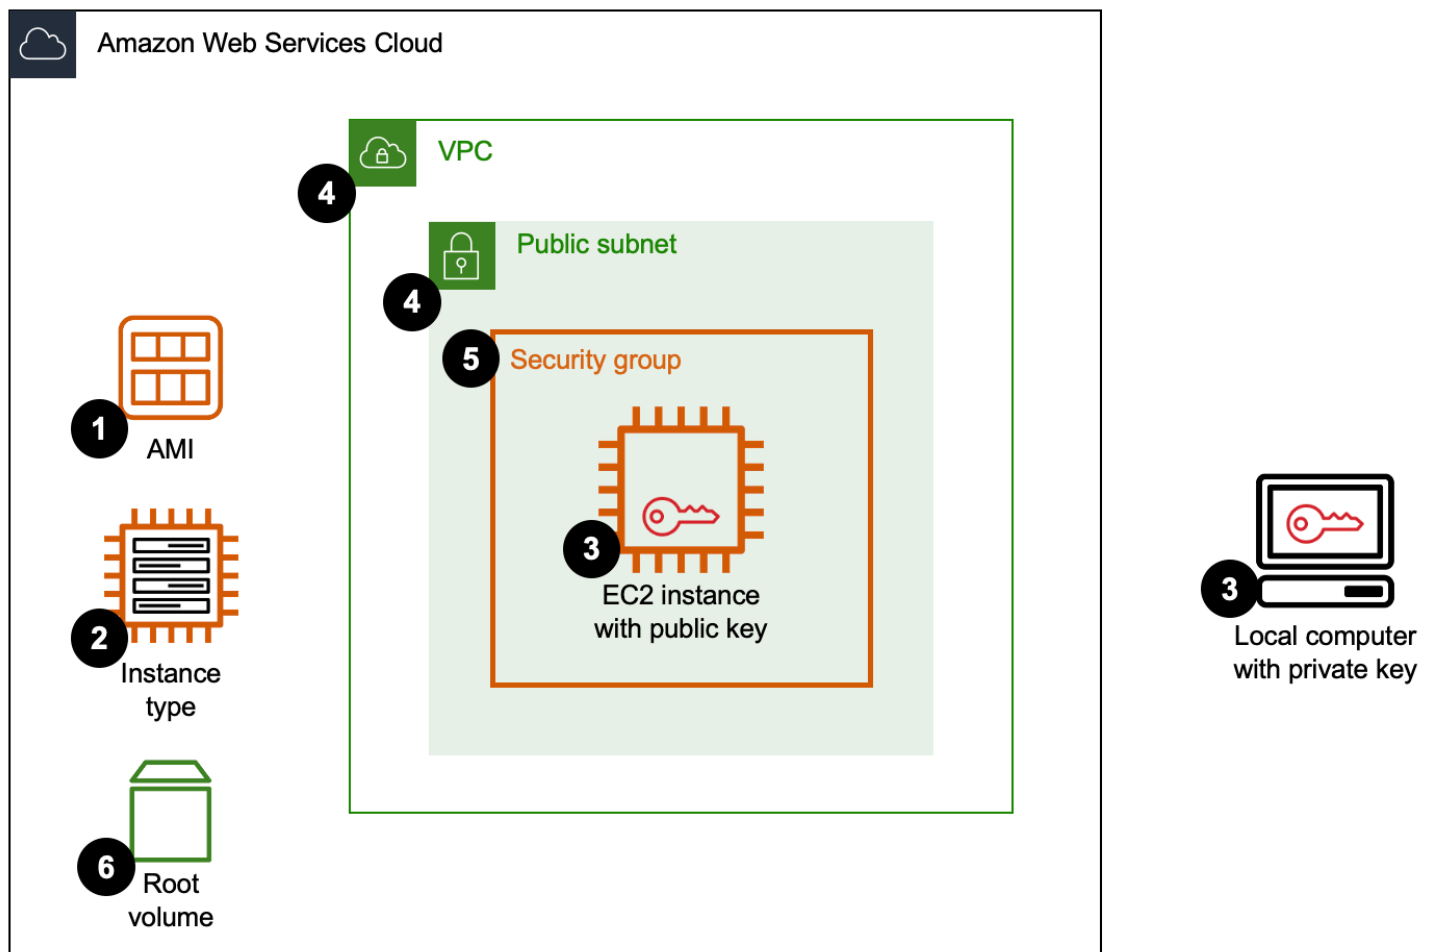 Amazon Web Services Cloud
VPC
4
Public subnet
4
5
Security group
1
AMI
3
EC2 instance
with public key
2
Instance
type
3
Local computer
with private key
6
Root
volume